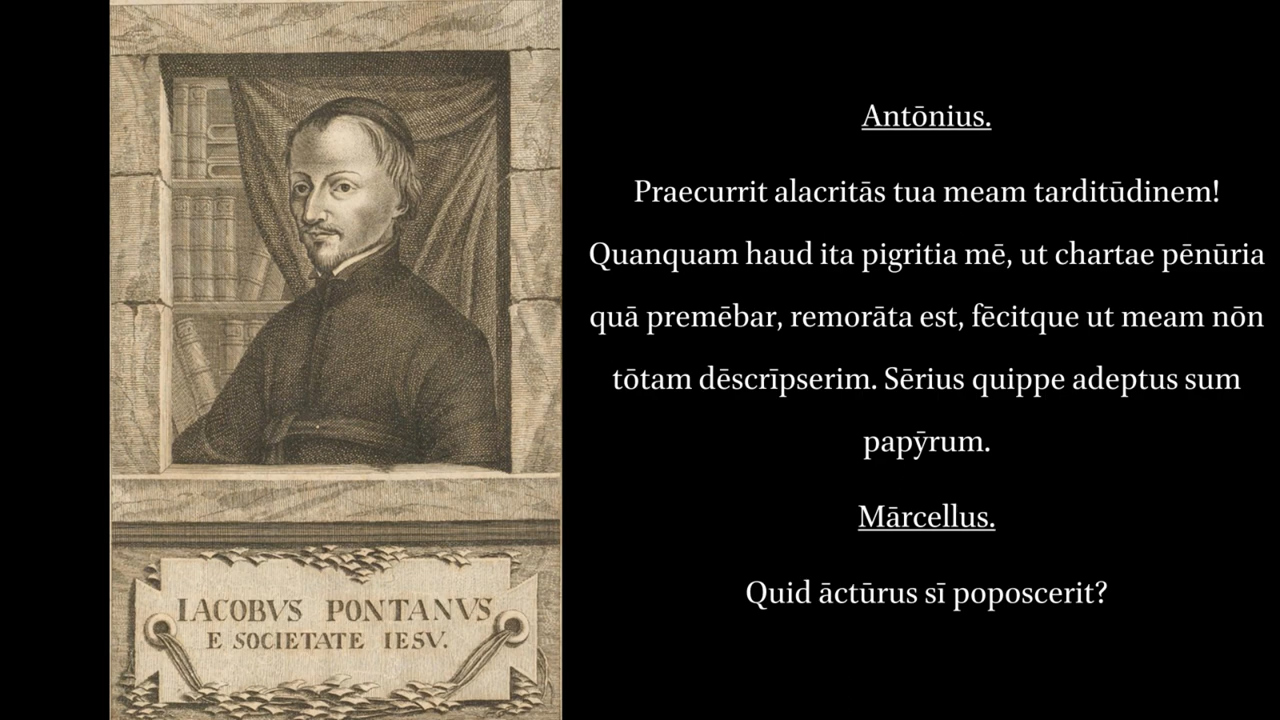 IACOBVS PONTANVS
E SOCIETATE IESV.
Antōnius.
Praecurrit alacritās tua meam tarditūdinem!
Quanquam haud ita pigritia mē, ut chartae pēnūria
quā premēbar, remorāta est, fēcitque ut meam nōn
tōtam dēscrīpserim. Sērius quippe adeptus sum
papȳrum.
Mārcellus.
Quid āctūrus sī poposcerit?